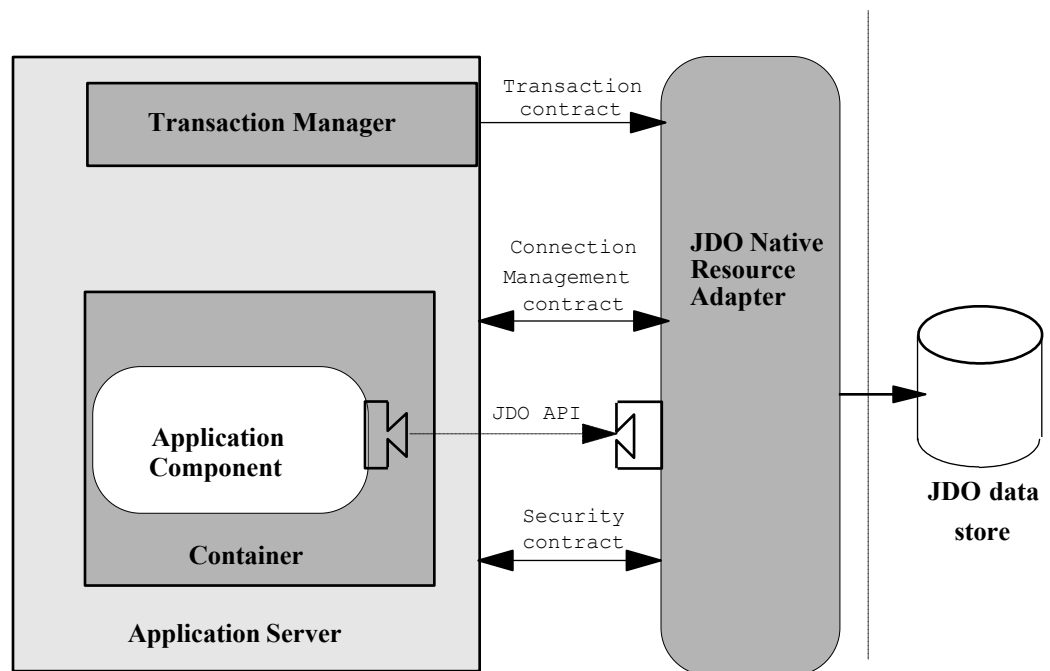 Transaction
contract
Transaction Manager
Connection
Management
contract
JDO Native
Resource
Adapter
JDO API
Application
Component
Security
contract
Container
Application Server
JDO data
store